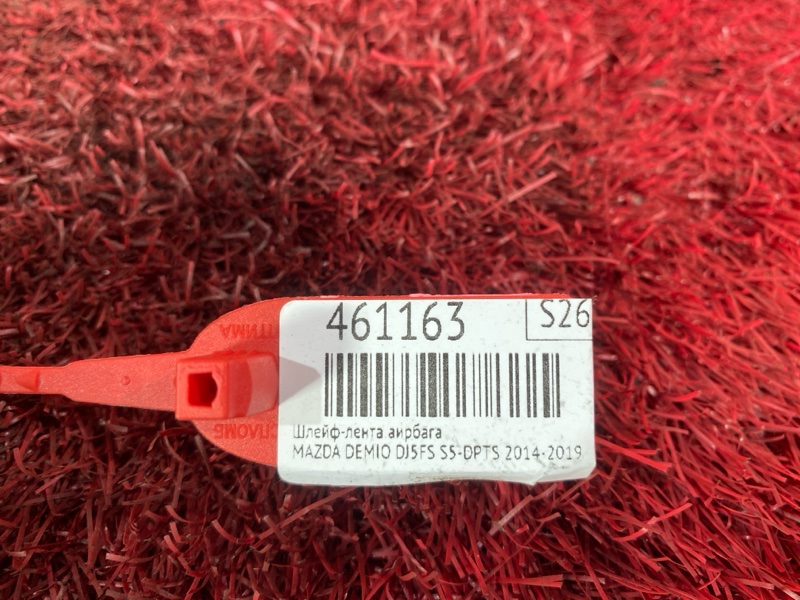 461163
S26
Шлейф-лента аирбага
MAZDA DEMIO DJ5FS S5-DPTS 2014-2019